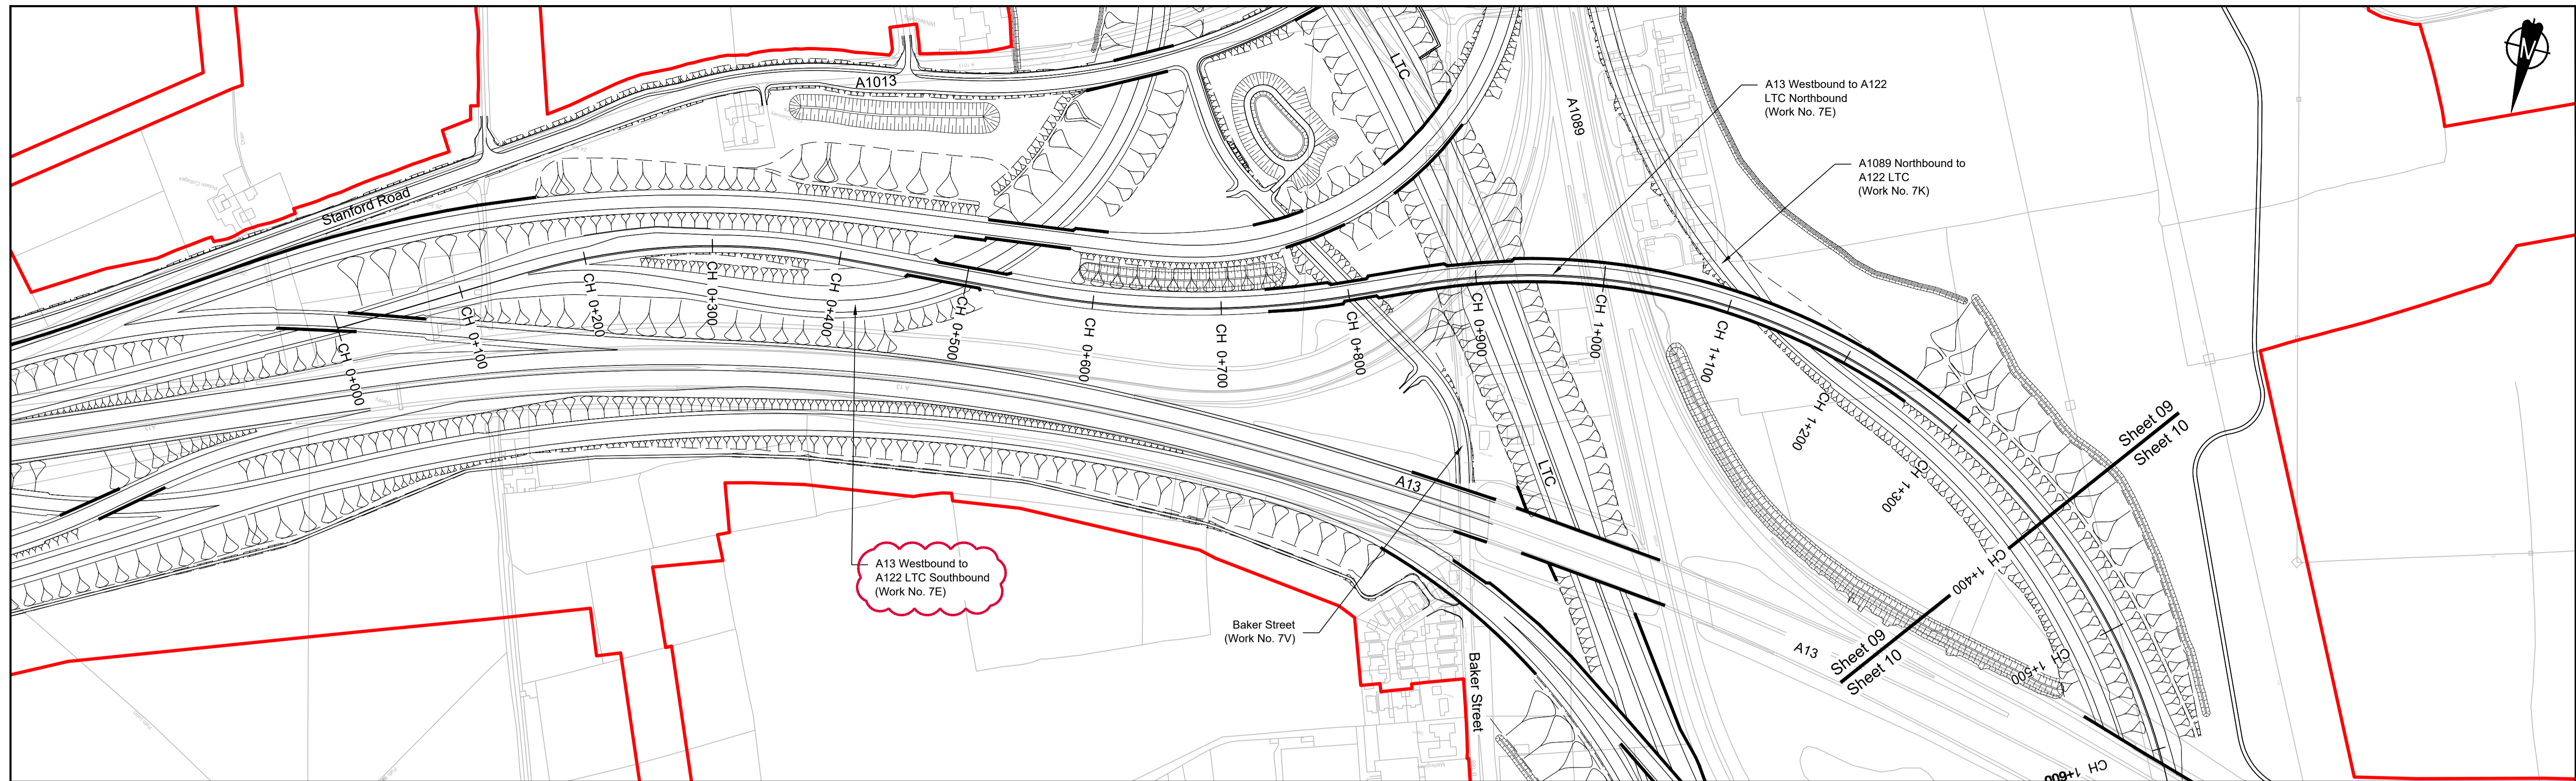 N
A1013
LTC
A1089
A13 Westbound to A122
LTC Northbound
(Work No. 7E)
A1089 Northbound to
A122 LTC
(Work No. 7K)
Stanford Road
CH 0+000
CH 0+100
CH 0+200
CH 0+300
CH 0+400
CH 0+500
CH 0+600
CH 0+700
CH 0+800
CH 0+900
CH 1+000
CH 1+100
CH 1+200
CH 1+300
CH 1+400
CH 1+500
CH 1+600
Sheet 09
Sheet 10
A 13
A13
LTC
A13 Westbound to
A122 LTC Southbound
(Work No. 7E)
Baker Street
(Work No. 7V)
Baker Street
A13
Sheet 09
Sheet 10